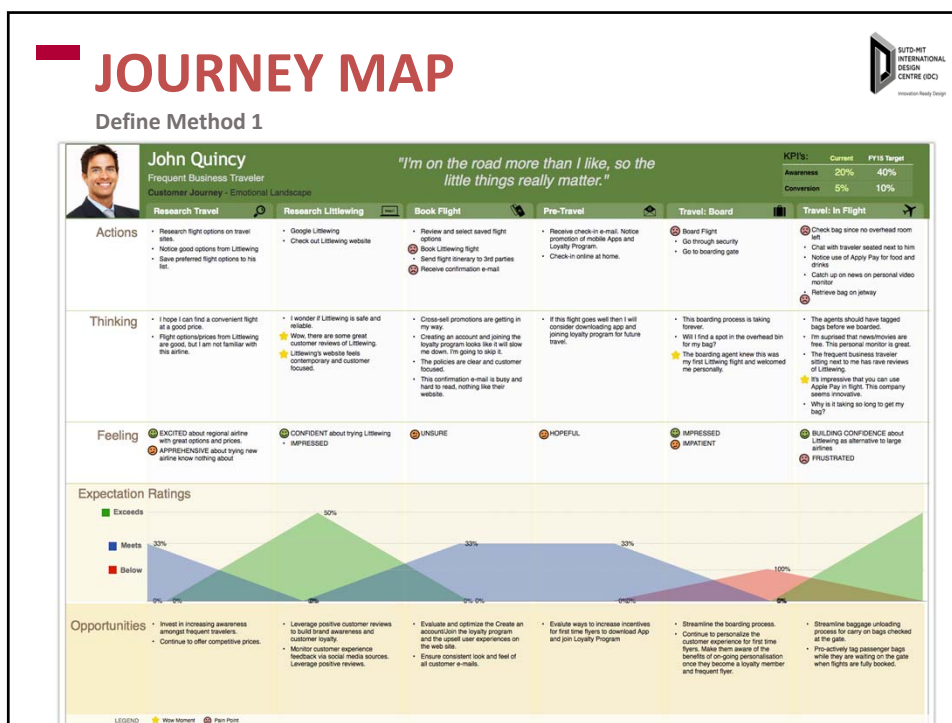 JOURNEY MAP
Define Method 1
SUTD-MIT
INTERNATIONAL
DESIGN
CENTRE (IDC)
Innovation Ready Design
John Quincy
Frequent Business Traveler
Customer Journey - Emotional Landscape
"I'm on the road more than I like, so the
little things really matter."
KPI's: Current FY15 Target
Awareness 20% 40%
Conversion 5% 10%
Research Travel
Research Littlewing
Book Flight
Pre-Travel
Travel: Board
Travel: In Flight
Actions
• Research flight options on travel
sites.
• Notice good options from Littlewing
• Save preferred flight options to his
list.
• Google Littlewing
• Check out Littlewing website
• Review and select saved flight
options
Book Littlewing flight
• Send flight itinerary to 3rd parties
Receive confirmation e-mail
• Receive check-in e-mail. Notice
promotion of mobile Apps and
Loyalty Program.
• Check-in online at home.
Board Flight
• Go through security
• Go to boarding gate
Check bag since no overhead room
left
• Chat with traveler seated next to him
• Notice use of Apply Pay for food and
drinks
• Catch up on news on personal video
monitor
• Retrieve bag on jetway
Thinking
• I hope I can find a convenient flight
at a good price.
• Flight options/prices from Littlewing
are good, but I am not familiar with
this airline.
• I wonder if Littlewing is safe and
reliable.
Wow, there are some great
customer reviews of Littlewing.
Littlewing's website feels
contemporary and customer
focused.
• Cross-sell promotions are getting in
my way.
• Creating an account and joining the
loyalty program looks like it will slow
me down. I'm going to skip it.
• The policies are clear and customer
focused.
• This confirmation e-mail is busy and
hard to read, nothing like their
website.
• If this flight goes well then I will
consider downloading app and
joining loyalty program for future
travel.
• This boarding process is taking
forever.
• Will I find a spot in the overhead bin
for my bag?
The boarding agent knew this was
my first Littlwing flight and welcomed
me personally.
• The agents should have tagged
bags before we boarded.
• I'm suprised that news/movies are
free. This personal monitor is great.
• The frequent business traveler
sitting next to me has rave reviews
of Littlewing.
It's impressive that you can use
Apple Pay in flight. This company
seems innovative.
• Why is it taking so long to get my
bag?
Feeling
EXCITED about regional airline
with great options and prices.
APPREHENSIVE about trying new
airline know nothing about
CONFIDENT about trying Littlewing
• IMPRESSED
UNSURE
HOPEFUL
IMPRESSED
IMPATIENT
BUILDING CONFIDENCE about
Littlewing as alternative to large
airlines
FRUSTRATED
Expectation Ratings
Exceeds
50%
Meets
33%
33%
33%
Below
100%
0% 0%
0%
0% 0%
0%
0%
Opportunities
• Invest in increasing awareness
amongst frequent travelers.
• Continue to offer competitive prices.
• Leverage positive customer reviews
to build brand awareness and
customer loyalty.
• Monitor customer experience
feedback via social media sources.
Leverage positive reviews.
• Evaluate and optimize the Create an
account/Join the loyalty program
and the upsell user experiences on
the web site.
• Ensure consistent look and feel of
all customer e-mails.
• Evalute ways to increase incentives
for first time flyers to download App
and join Loyalty Program
• Streamline the boarding process.
• Continue to personalize the
customer experience for first time
flyers. Make them aware of the
benefits of on-going personalisation
once they become a loyalty member
and frequent flyer.
• Streamline baggage unloading
process for carry on bags checked
at the gate.
• Pro-actively tag passenger bags
while they are waiting on the gate
when flights are fully booked.
LEGEND Wow Moment Pain Point